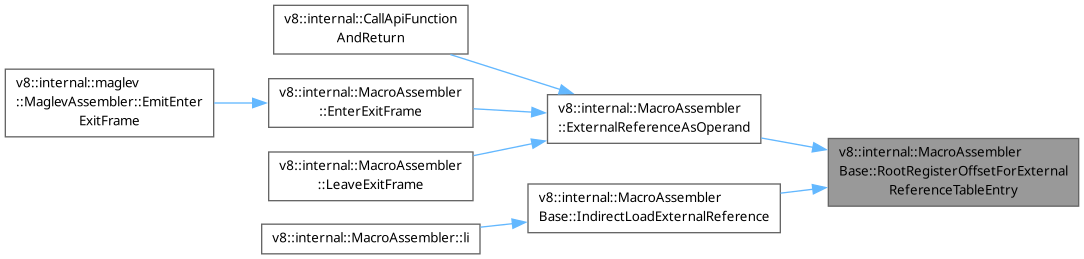 v8::internal::CallApiFunction
AndReturn
v8::internal::maglev
::MaglevAssembler::EmitEnter
ExitFrame
v8::internal::MacroAssembler
::EnterExitFrame
v8::internal::MacroAssembler
::LeaveExitFrame
v8::internal::MacroAssembler::li
v8::internal::MacroAssembler
::ExternalReferenceAsOperand
v8::internal::MacroAssembler
Base::IndirectLoadExternalReference
v8::internal::MacroAssembler
Base::RootRegisterOffsetForExternal
ReferenceTableEntry